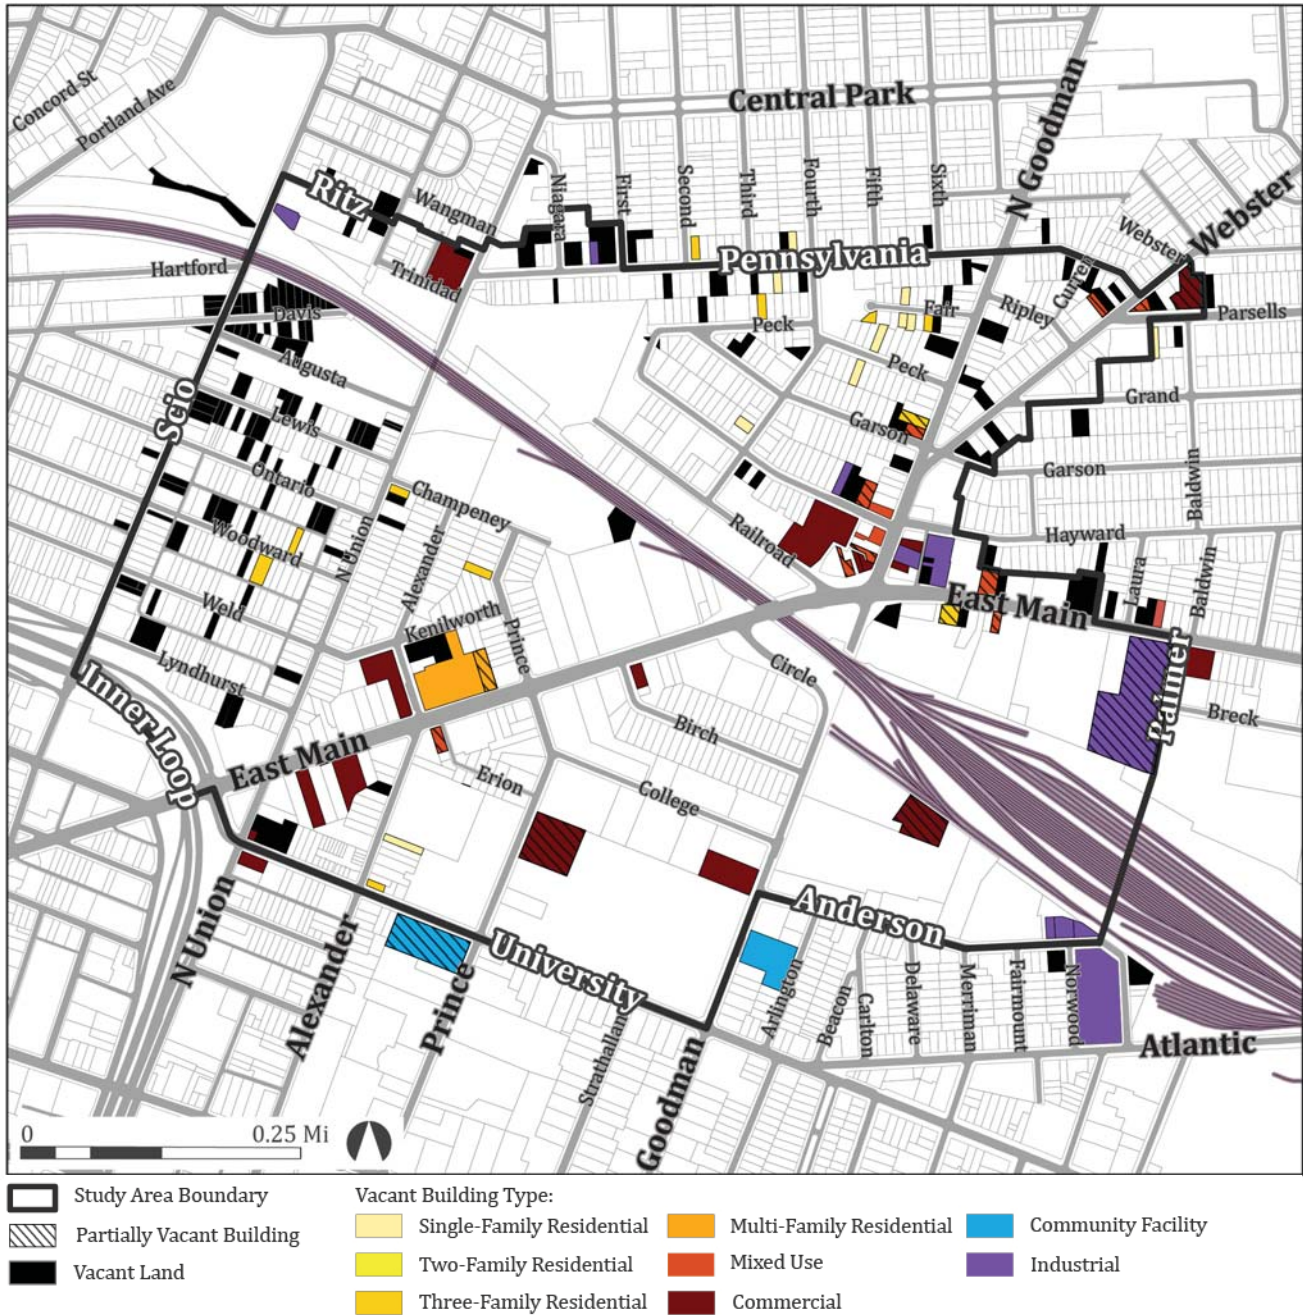 Central Park
N Goodman
Concord St
Portland Ave
Ritz
Wangman
Niagara
First
Second
Third
Fourth
Fifth
Sixth
Webster
Webster
Hartford
Trinidad
Pennsylvania
Curren
Davis
Peck
Fair
Ripley
Parsells
Augusta
Peck
Grand
Scio
Lewis
Garson
Garson
Baldwin
Ontario
Champeney
Woodward
N Union
Alexander
Railroad
Hayward
Weld
Kenilworth
Prince
East Main
Laura
Baldwin
Lyndhurst
Circle
Palmer
Inner Loop
Birch
Breck
East Main
Erion
College
N Union
Alexander
Prince
University
Anderson
Strathallan
Goodman
Arlington
Beacon
Carlton
Delaware
Merriman
Fairmount
Norwood
Atlantic
0 0.25 Mi
Study Area Boundary
Partially Vacant Building
Vacant Land
Vacant Building Type:
Single-Family Residential
Two-Family Residential
Three-Family Residential
Multi-Family Residential
Mixed Use
Commercial
Community Facility
Industrial